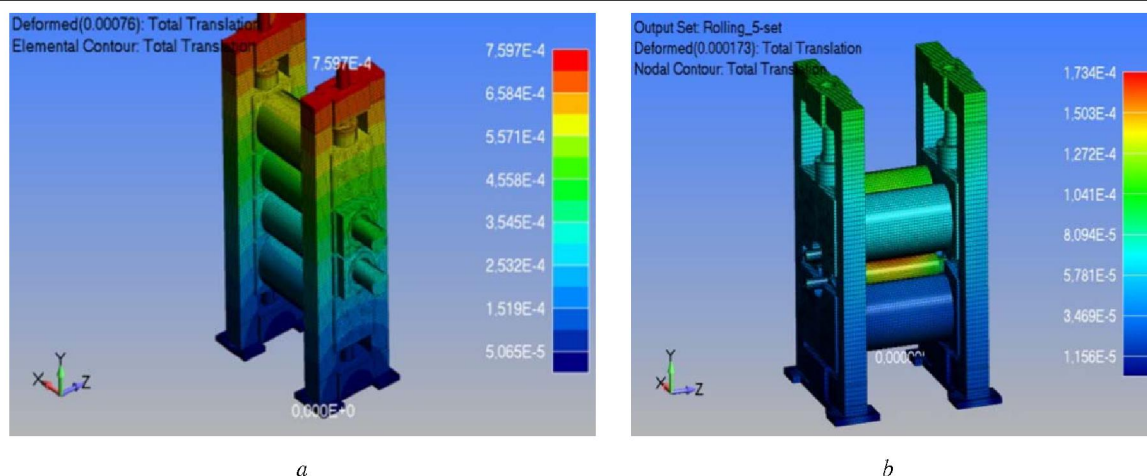 Deformed(0.00076): Total Translation
Elemental Contour: Total Translation
7,597E-4
7,597E-4
6,584E-4
5,571E-4
4,558E-4
3,545E-4
2,532E-4
1,519E-4
5,065E-5
0,000E+0
Y
X
Z
a
Output Set: Rolling_5-set
Deformed(0.000173): Total Translation
Nodal Contour: Total Translation
1,734E-4
1,503E-4
1,272E-4
1,041E-4
8,094E-5
5,781E-5
3,469E-5
1,156E-5
Y
X
Z
b